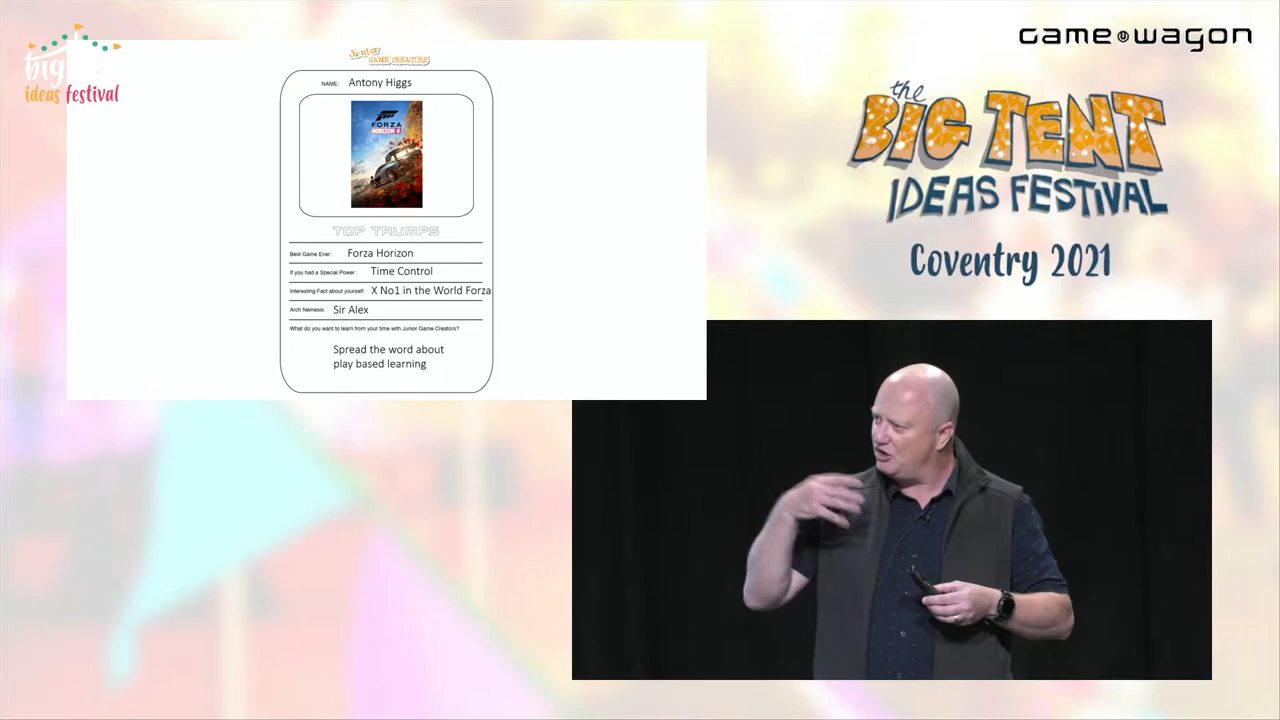 big
ideas festival
Junior
GAME CREATORS
NAME: Antony Higgs
FORZA
HORIZON 4
TOP TRUMPS
Best Game Ever: Forza Horizon
If you had a Special Power: Time Control
Interesting Fact about yourself: X No1 in the World Forza
Arch Nemesis: Sir Alex
What do you want to learn from your time with Junior Game Creators?
Spread the word about
play based learning
game wagon
the
BIG TENT
IDEAS FESTIVAL
Coventry 2021